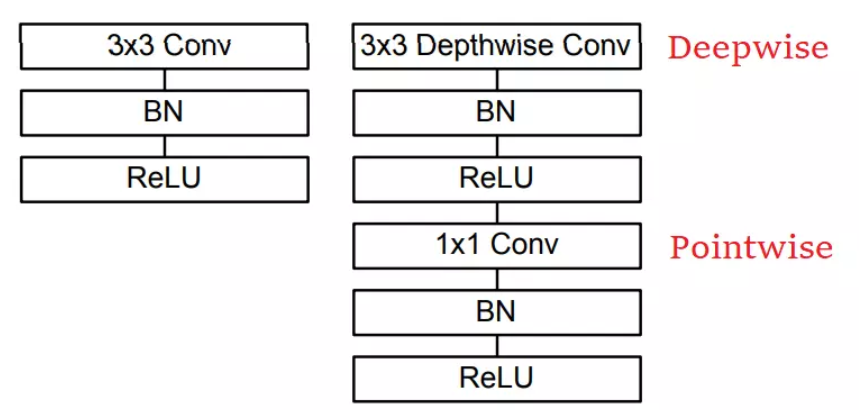 3x3 Conv
BN
ReLU
3x3 Depthwise Conv
Deepwise
BN
ReLU
1x1 Conv
Pointwise
BN
ReLU